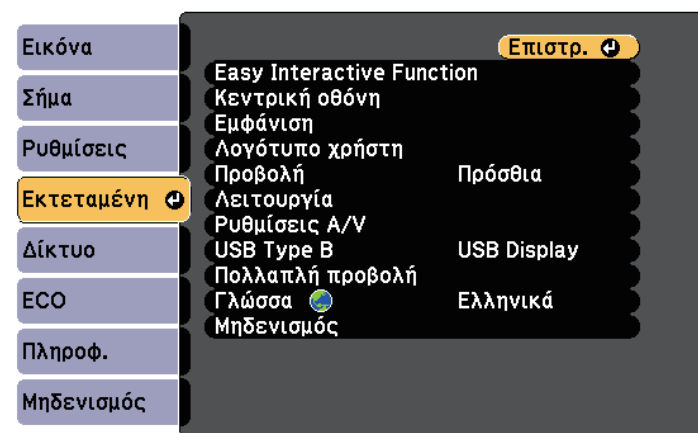 Εικόνα
Σήμα
Ρυθμίσεις
Εκτεταμένη
Δίκτυο
ECO
Πληροφ.
Μηδενισμός
Επιστρ.
Easy Interactive Function
Κεντρική οθόνη
Εμφάνιση
Λογότυπο χρήστη
Προβολή Πρόσθια
Λειτουργία
Ρυθμίσεις A/V
USB Type B USB Display
Πολλαπλή προβολή
Γλώσσα Ελληνικά
Μηδενισμός